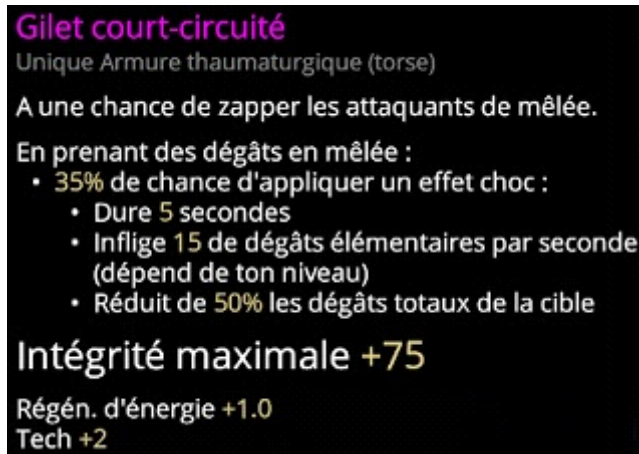 Gilet court-circuité
Unique Armure thaumaturgique (torse)
A une chance de zapper les attaquants de mêlée.
En prenant des dégâts en mêlée :
• 35% de chance d'appliquer un effet choc :
• Dure 5 secondes
• Inflige 15 de dégâts élémentaires par seconde
(dépend de ton niveau)
• Réduit de 50% les dégâts totaux de la cible
Intégrité maximale +75
Régén. d'énergie +1.0
Tech +2